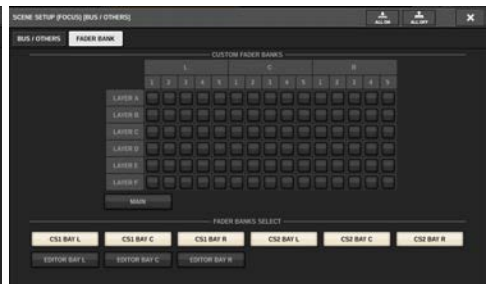 SCENE SETUP (FOCUS) [BUS / OTHERS]
ALL ON ALL OFF
BUS / OTHERS FADER BANK
CUSTOM FADER BANKS
L C R
1 2 3 4 5 1 2 3 4 5 1 2 3 4 5
LAYER A
LAYER B
LAYER C
LAYER D
LAYER E
LAYER F
MAIN
FADER BANKS SELECT
CS1 BAY L CS1 BAY C CS1 BAY R CS2 BAY L CS2 BAY C CS2 BAY R
EDITOR BAY L EDITOR BAY C EDITOR BAY R